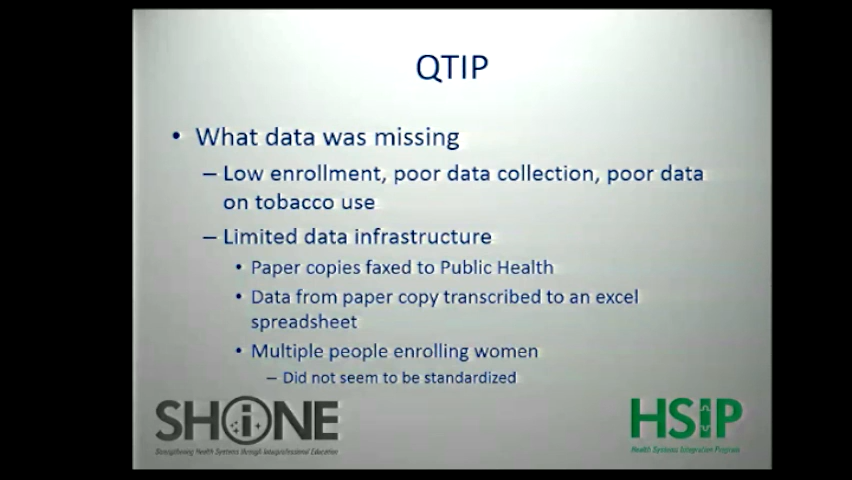 QTIP
• What data was missing
– Low enrollment, poor data collection, poor data
on tobacco use
– Limited data infrastructure
• Paper copies faxed to Public Health
• Data from paper copy transcribed to an excel
spreadsheet
• Multiple people enrolling women
– Did not seem to be standardized
SHiNE
Strengthening Health Systems through Interprofessional Education
HSiP
Health Systems Integration Program